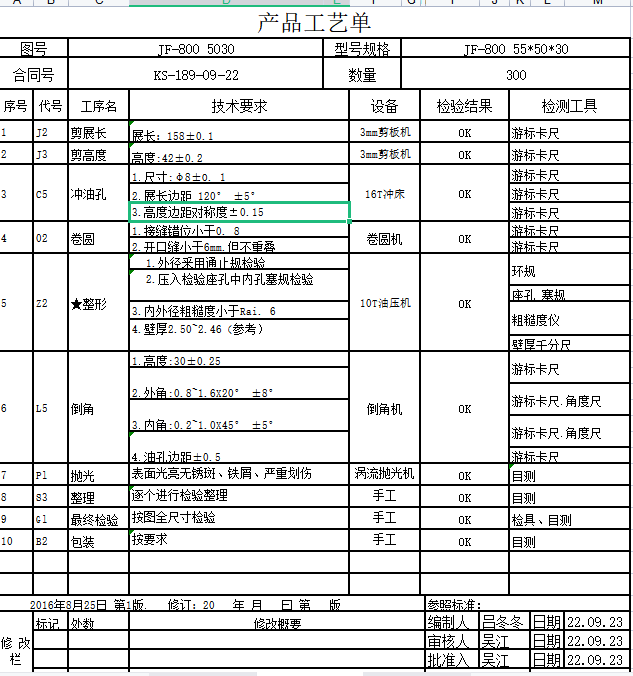 A B C D E F G H I J K L M
产品工艺单
图号 JF-800 5030 型号规格 JF-800 55*50*30
合同号 KS-189-09-22 数量 300
序号 代号 工序名 技术要求 设备 检验结果 检测工具
1 J2 剪展长 展长：158±0.1 3mm剪板机 OK 游标卡尺
2 J3 剪高度 高度:42±0.2 3mm剪板机 OK 游标卡尺
3 C5 冲油孔 1.尺寸:φ8±0.1 16T冲床 OK 游标卡尺
2.展长边距 120° ±5° 游标卡尺
3.高度边距对称度±0.15 游标卡尺
4 02 卷圆 1.接缝错位小于0.8 卷圆机 OK 游标卡尺
2.开口缝小于6mm.但不重叠 游标卡尺
5 Z2 ★整形 1.外径采用通止规检验 10T油压机 OK 环规
2.压入检验座孔中内孔塞规检验 座孔 塞规
3.内外径粗糙度小于Rai.6 粗糙度仪
4.壁厚2.50~2.46（参考） 壁厚千分尺
6 L5 倒角 1.高度:30±0.25 倒角机 OK 游标卡尺
2.外角:0.8~1.6X20° ±8° 游标卡尺.角度尺
3.内角:0.2~1.0X45° ±5° 游标卡尺.角度尺
4.油孔边距±0.5 游标卡尺
7 P1 抛光 表面光亮无锈斑、铁屑、严重划伤 涡流抛光机 OK 目测
8 S3 整理 逐个进行检验整理 手工 OK 目测
9 G1 最终检验 按图全尺寸检验 手工 OK 检具、目测
10 B2 包装 按要求 手工 OK 目测
2016年8月25日 第1版. 修订：20 年 月 日 第 版 参照标准：
标记 处数 修改概要 编制人 吕冬冬 日期 22.09.23
修改栏 审核人 吴江 日期 22.09.23
批准入 吴江 日期 22.09.23